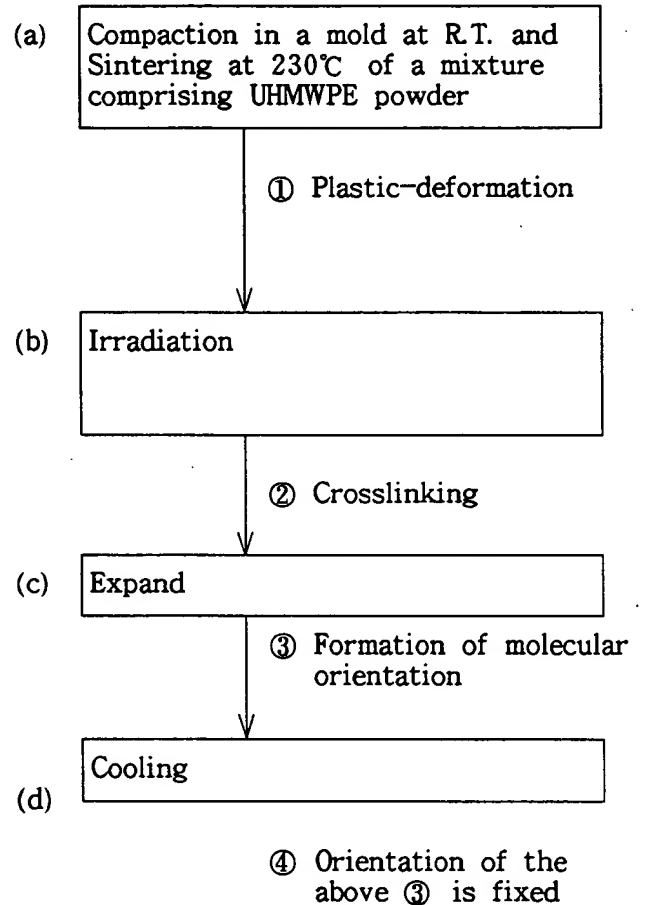 (a) Compaction in a mold at R.T. and
Sintering at 230℃ of a mixture
comprising UHMWPE powder
① Plastic-deformation
(b) Irradiation
② Crosslinking
(c) Expand
③ Formation of molecular
orientation
Cooling
(d)
④ Orientation of the
above ③ is fixed